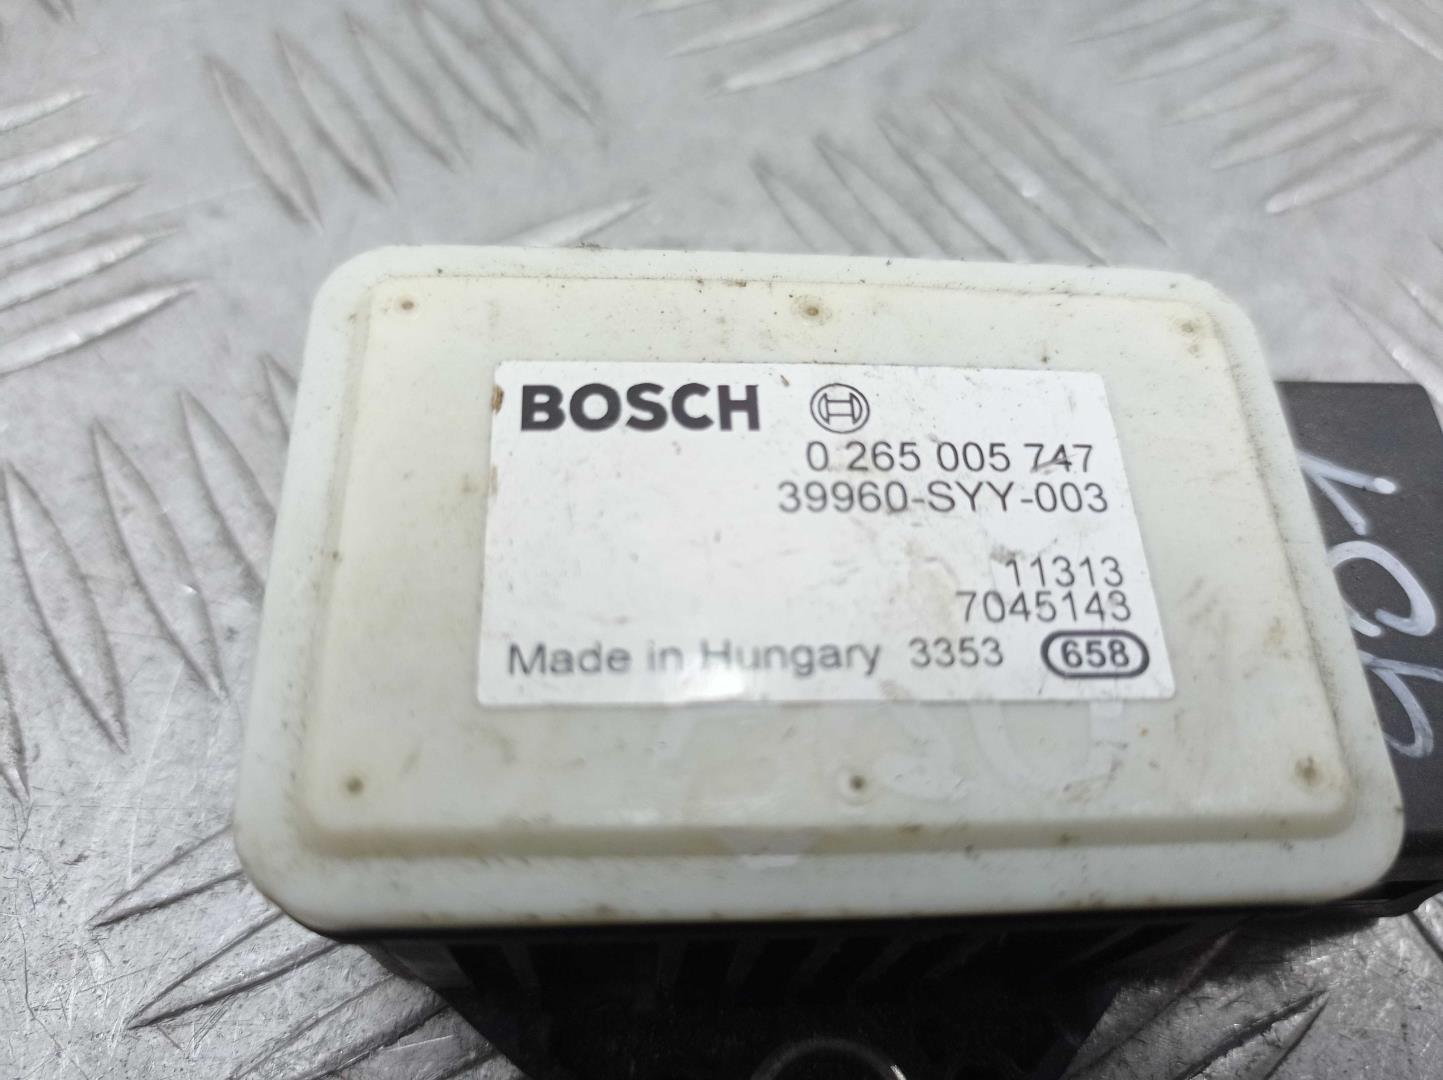 BOSCH
0 265 005 747
39960-SYY-003
11313
7045143
Made in Hungary 3353 658